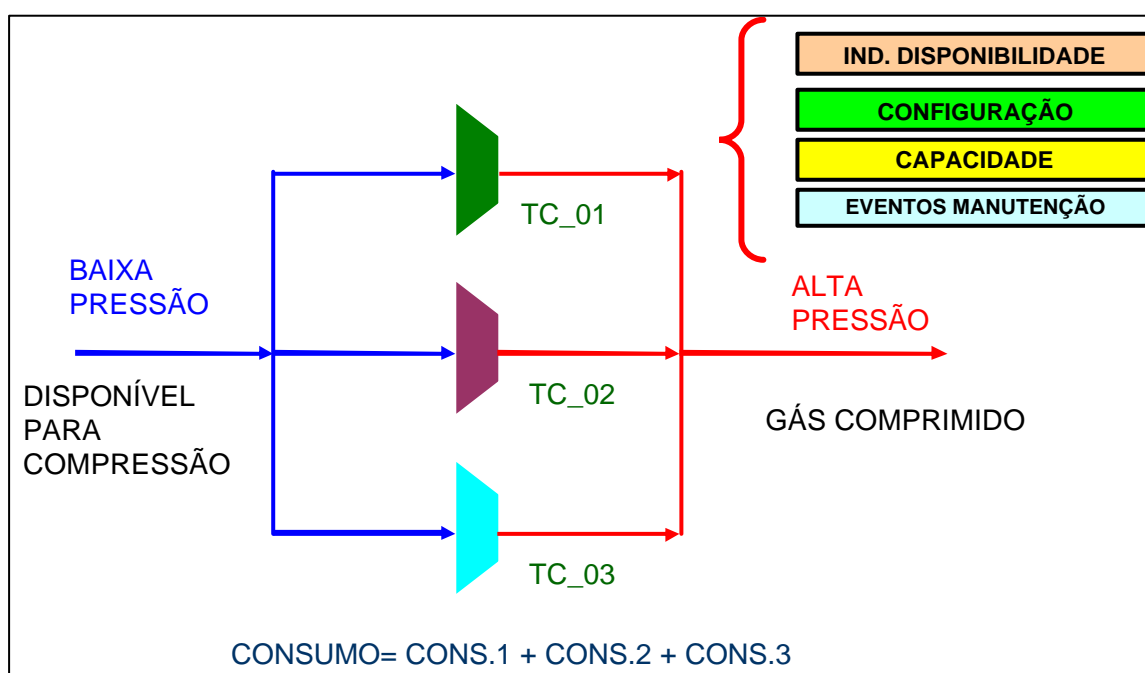 IND. DISPONIBILIDADE
CONFIGURAÇÃO
CAPACIDADE
EVENTOS MANUTENÇÃO
TC_01
BAIXA
PRESSÃO
ALTA
PRESSÃO
DISPONÍVEL
PARA
COMPRESSÃO
TC_02
GÁS COMPRIMIDO
TC_03
CONSUMO= CONS.1 + CONS.2 + CONS.3